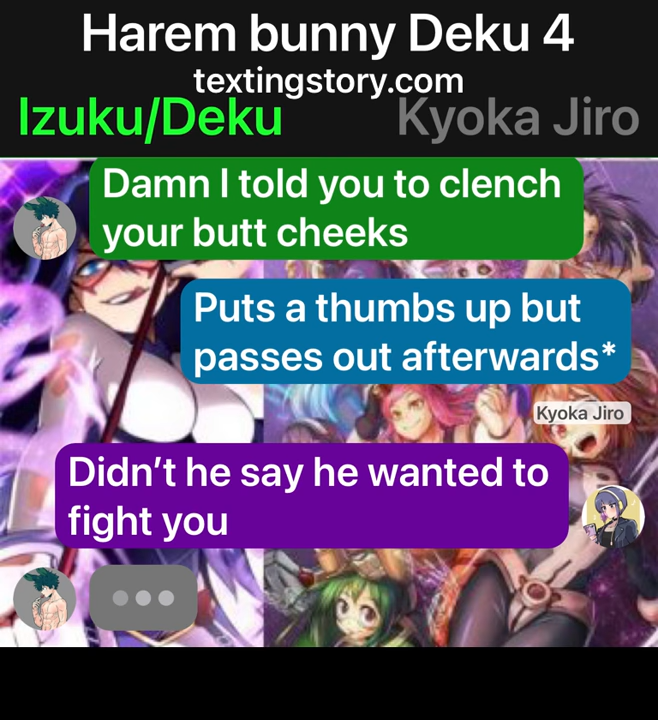 Harem bunny Deku 4
textingstory.com
Izuku/Deku
Kyoka Jiro
Damn I told you to clench
your butt cheeks
Puts a thumbs up but
passes out afterwards*
Kyoka Jiro
Didn’t he say he wanted to
fight you